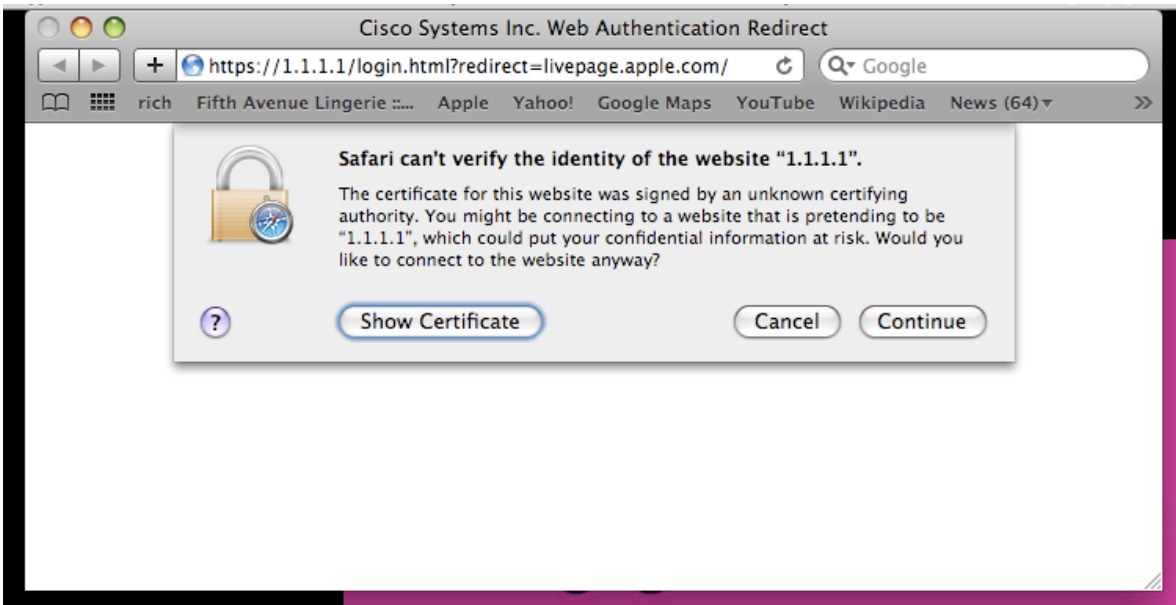 Cisco Systems Inc. Web Authentication Redirect
+ https://1.1.1.1/login.html?redirect=livepage.apple.com/ Google
rich Fifth Avenue Lingerie ::... Apple Yahoo! Google Maps YouTube Wikipedia News (64)▾ >>
Safari can't verify the identity of the website “1.1.1.1”.
The certificate for this website was signed by an unknown certifying
authority. You might be connecting to a website that is pretending to be
“1.1.1.1”, which could put your confidential information at risk. Would you
like to connect to the website anyway?
? Show Certificate Cancel Continue